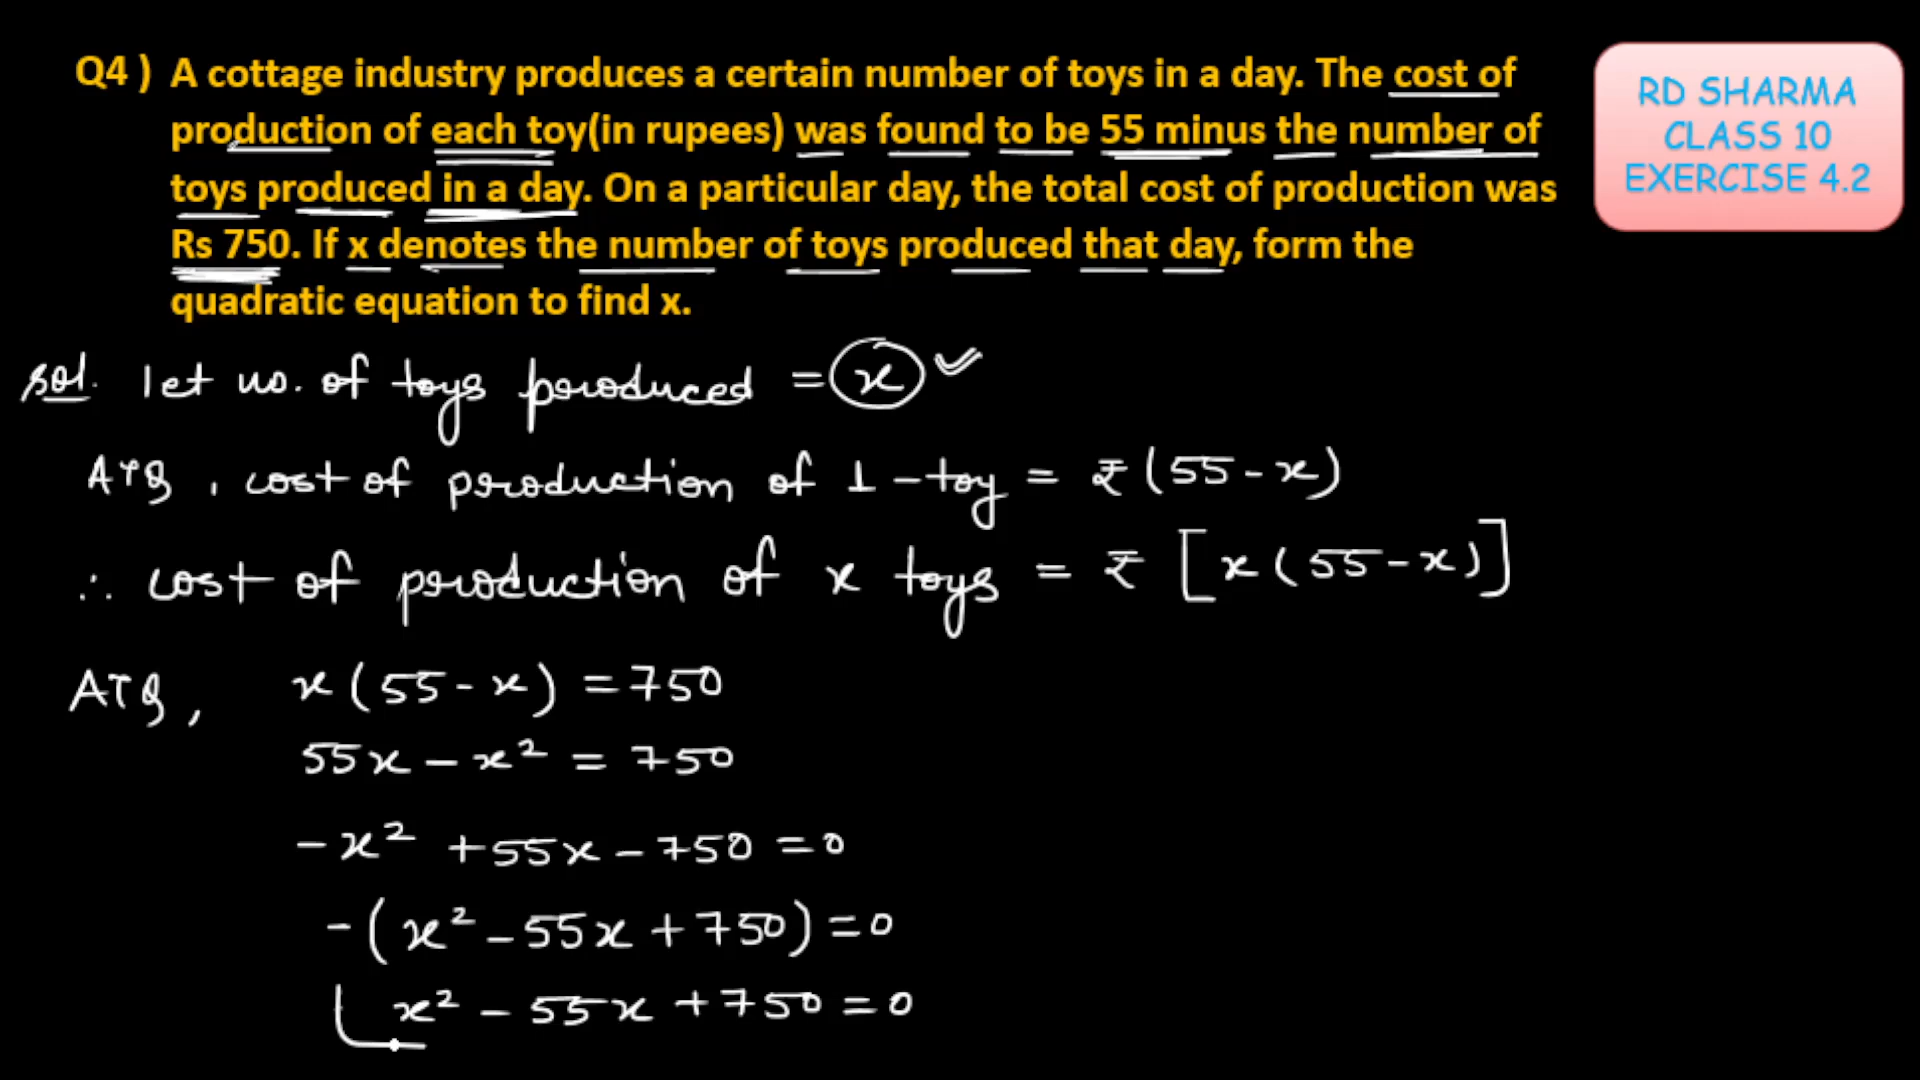 Q4 ) A cottage industry produces a certain number of toys in a day. The cost of
production of each toy(in rupees) was found to be 55 minus the number of
toys produced in a day. On a particular day, the total cost of production was
Rs 750. If x denotes the number of toys produced that day, form the
quadratic equation to find x.
RD SHARMA
CLASS 10
EXERCISE 4.2
Sol. let no. of toys produced = x
ATQ, cost of production of 1-toy = ₹ (55 - x)
∴ cost of production of x toys = ₹ [x(55 - x)]
ATQ, x(55 - x) = 750
55x - x² = 750
-x² + 55x - 750 = 0
-(x² - 55x + 750) = 0
x² - 55x + 750 = 0